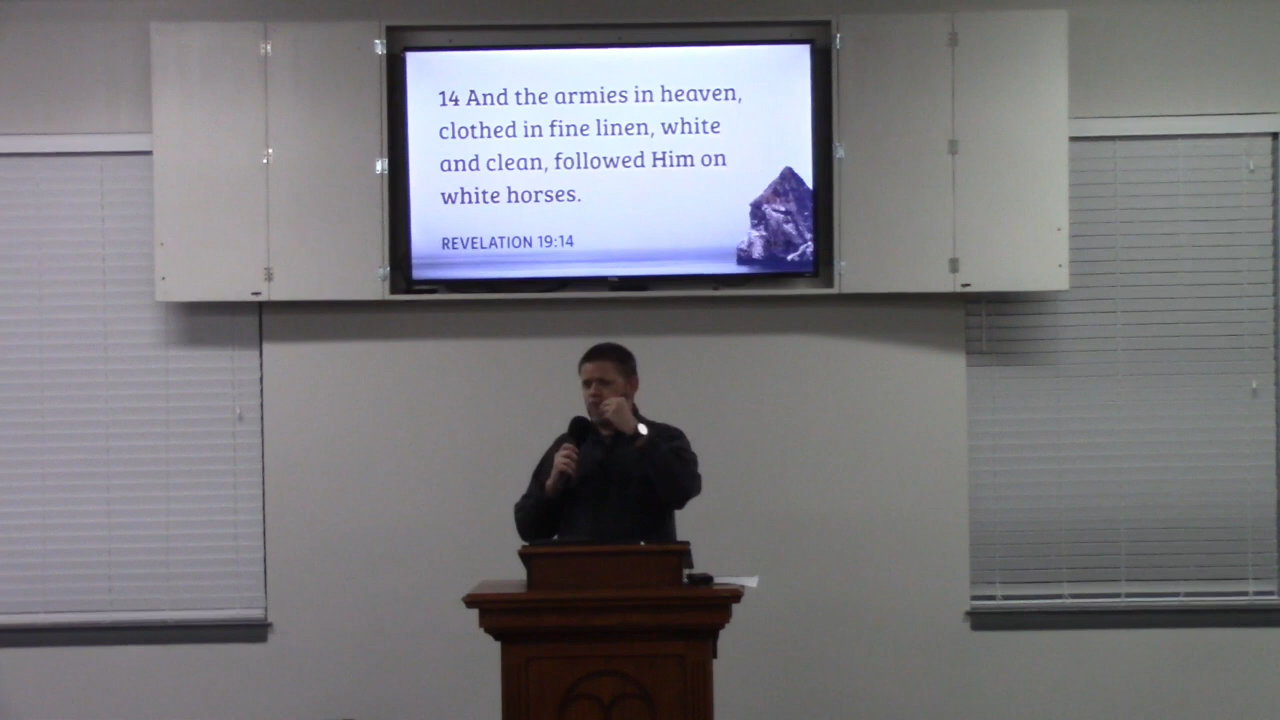 14 And the armies in heaven,
clothed in fine linen, white
and clean, followed Him on
white horses.
REVELATION 19:14